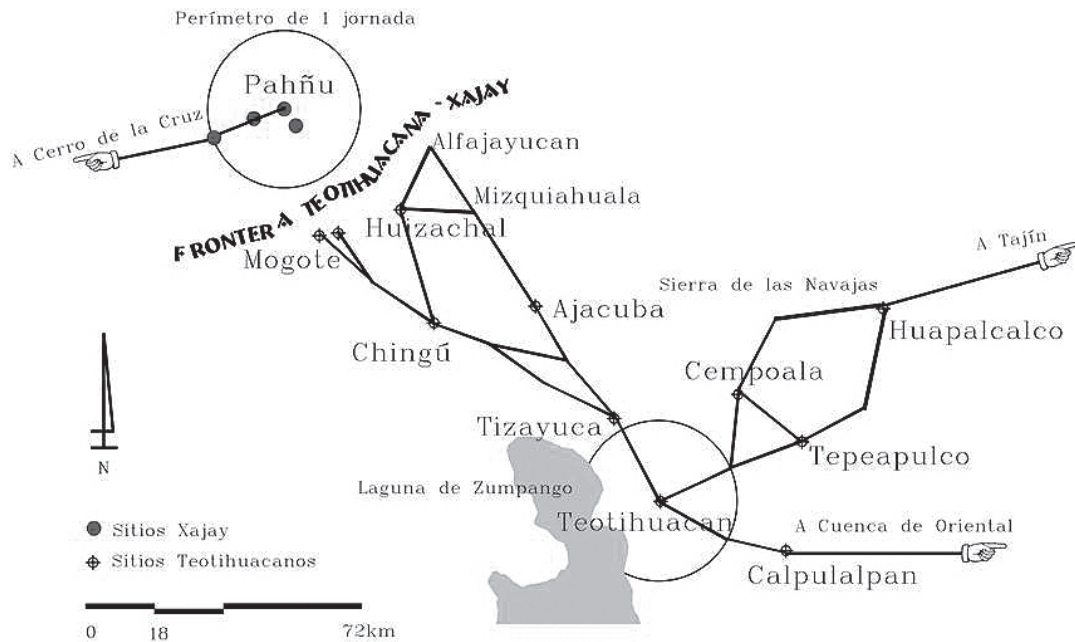 Perímetro de 1 jornada
Pahñu
A Cerro de la Cruz
FRONTERA TEOTIHUACANA - XAJAY
Alfajayucan
Mizquiahuala
Huizachal
Mogote
A Tajín
Sierra de las Navajas
Ajacuba
Huapalcalco
Chingú
Cempoala
Tizayuca
Tepeapulco
Laguna de Zumpango
Teotihuacan
A Cuenca de Oriental
Calpulalpan
N
Sitios Xajay
Sitios Teotihuacanos
0 18 72km